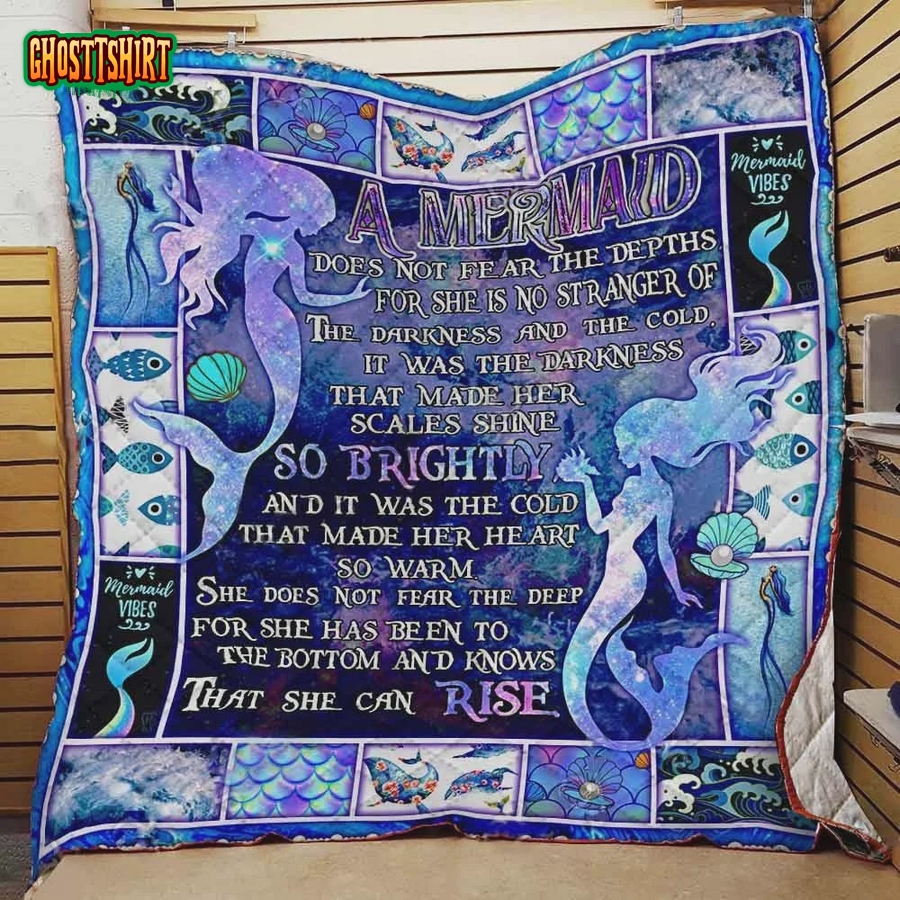 GHOSTTSHIRT
Mermaid
VIBES
A MERMAID
DOES NOT FEAR THE DEPTHS
FOR SHE IS NO STRANGER OF
THE DARKNESS AND THE COLD.
IT WAS THE DARKNESS
THAT MADE HER
SCALES SHINE
SO BRIGHTLY.
AND IT WAS THE COLD
THAT MADE HER HEART
SO WARM.
SHE DOES NOT FEAR THE DEEP
FOR SHE HAS BEEN TO
THE BOTTOM AND KNOWS
THAT SHE CAN RISE.
Mermaid
VIBES